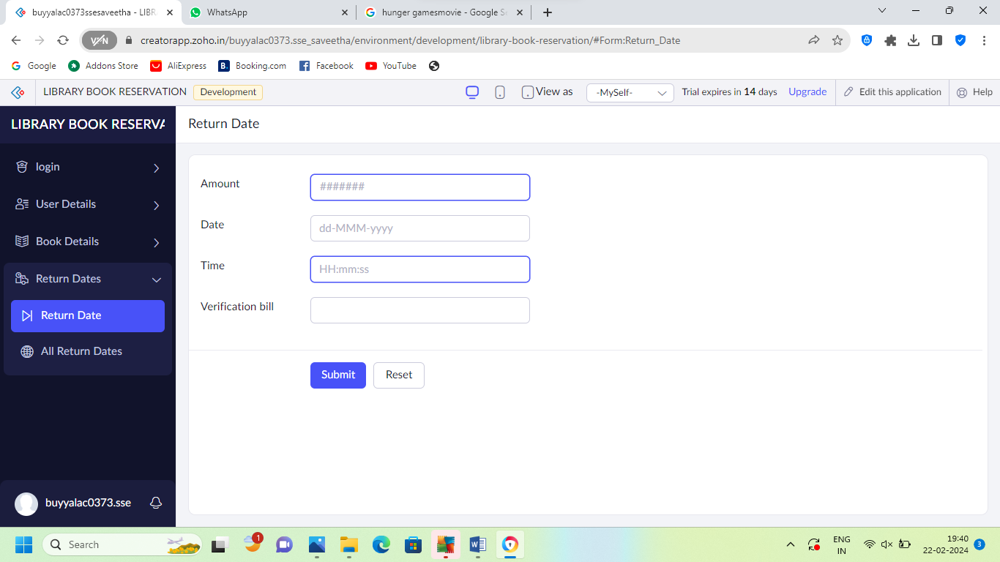 buyyalac0373ssesaveetha - LIBR
WhatsApp
hunger gamesmovie - Google Se
VPN
creatorapp.zoho.in/buyyalac0373.sse_saveetha/environment/development/library-book-reservation/#Form:Return_Date
Google
Addons Store
AliExpress
B.
Booking.com
Facebook
YouTube
LIBRARY BOOK RESERVATION
Development
View as
-MySelf-
Trial expires in 14 days
Upgrade
Edit this application
Help
LIBRARY BOOK RESERVA
Return Date
login
User Details
Book Details
Return Dates
Return Date
All Return Dates
Amount
#######
Date
dd-MMM-yyyy
Time
HH:mm:ss
Verification bill
Submit
Reset
buyyalac0373.sse
Search
1
ENG
IN
19:40
22-02-2024
3